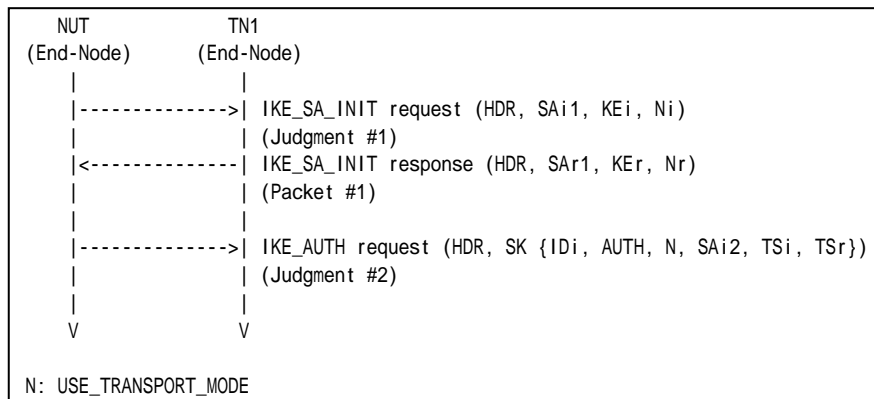 NUT TN1
(End-Node) (End-Node)
| |
|-------------->| IKE_SA_INIT request (HDR, SAi1, KEi, Ni)
| | (Judgment #1)
|<--------------| IKE_SA_INIT response (HDR, SAr1, KEr, Nr)
| | (Packet #1)
| |
|-------------->| IKE_AUTH request (HDR, SK {IDi, AUTH, N, SAi2, TSi, TSr})
| | (Judgment #2)
| |
V V
N: USE_TRANSPORT_MODE